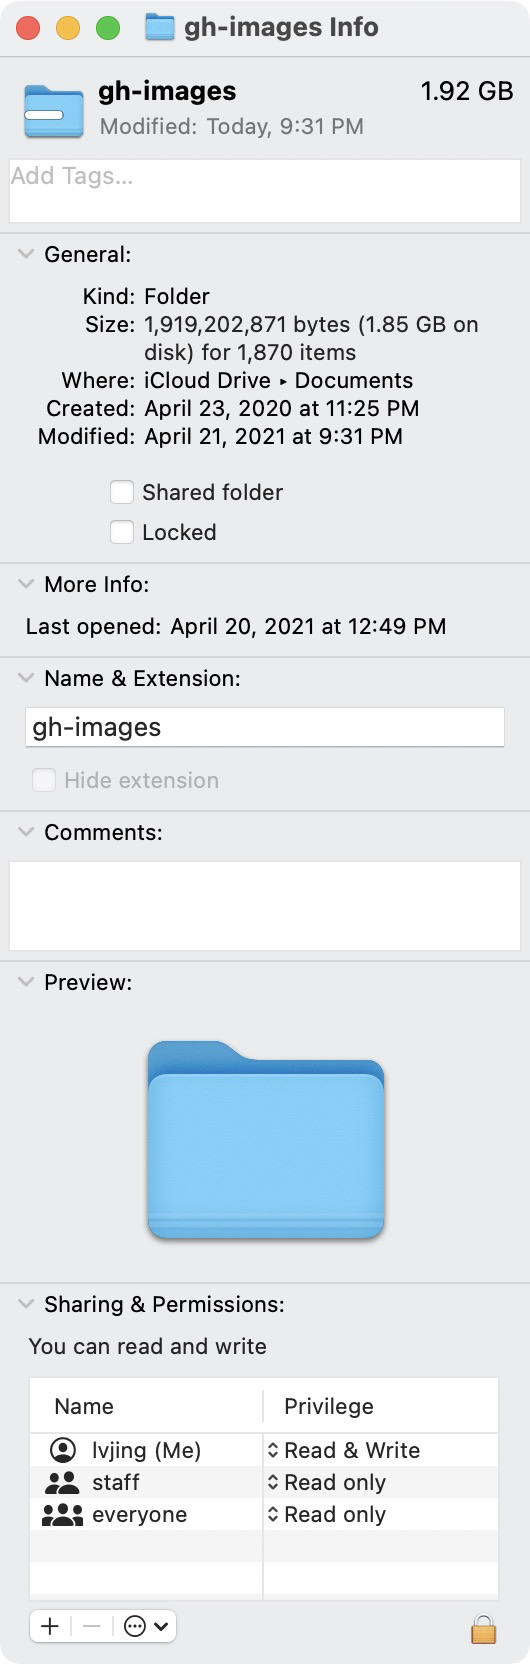 gh-images Info
gh-images 1.92 GB
Modified: Today, 9:31 PM
Add Tags...
General:
Kind: Folder
Size: 1,919,202,871 bytes (1.85 GB on
disk) for 1,870 items
Where: iCloud Drive ▸ Documents
Created: April 23, 2020 at 11:25 PM
Modified: April 21, 2021 at 9:31 PM
Shared folder
Locked
More Info:
Last opened: April 20, 2021 at 12:49 PM
Name & Extension:
gh-images
Hide extension
Comments:
Preview:
Sharing & Permissions:
You can read and write
Name Privilege
lvjing (Me) Read & Write
staff Read only
everyone Read only